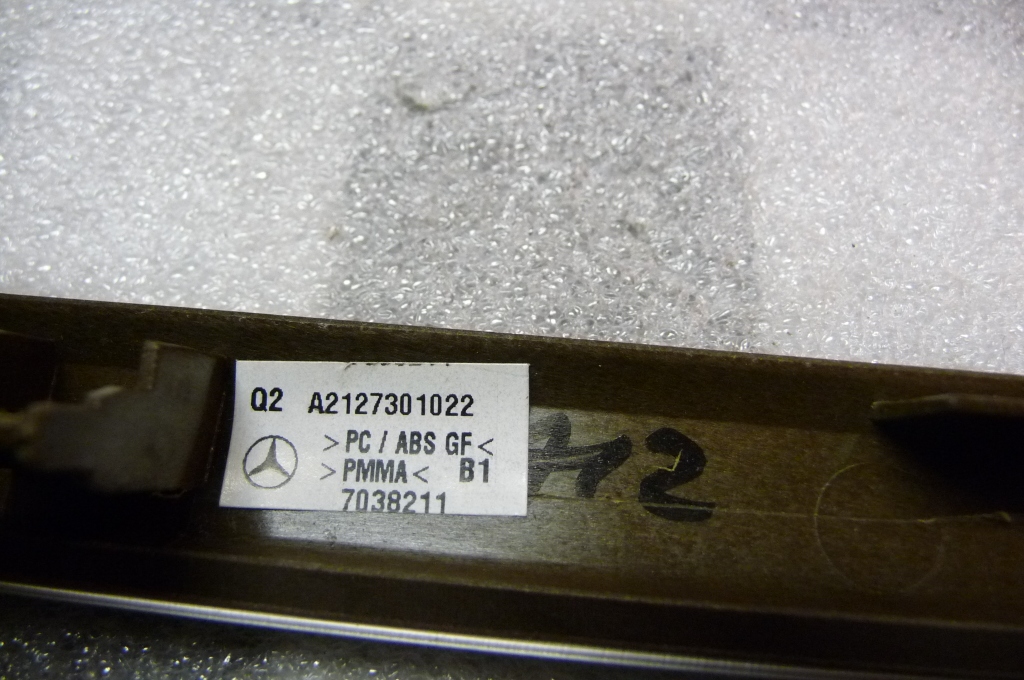 Q2 A2127301022
>PC / ABS GF<
>PMMA< B1
7038211